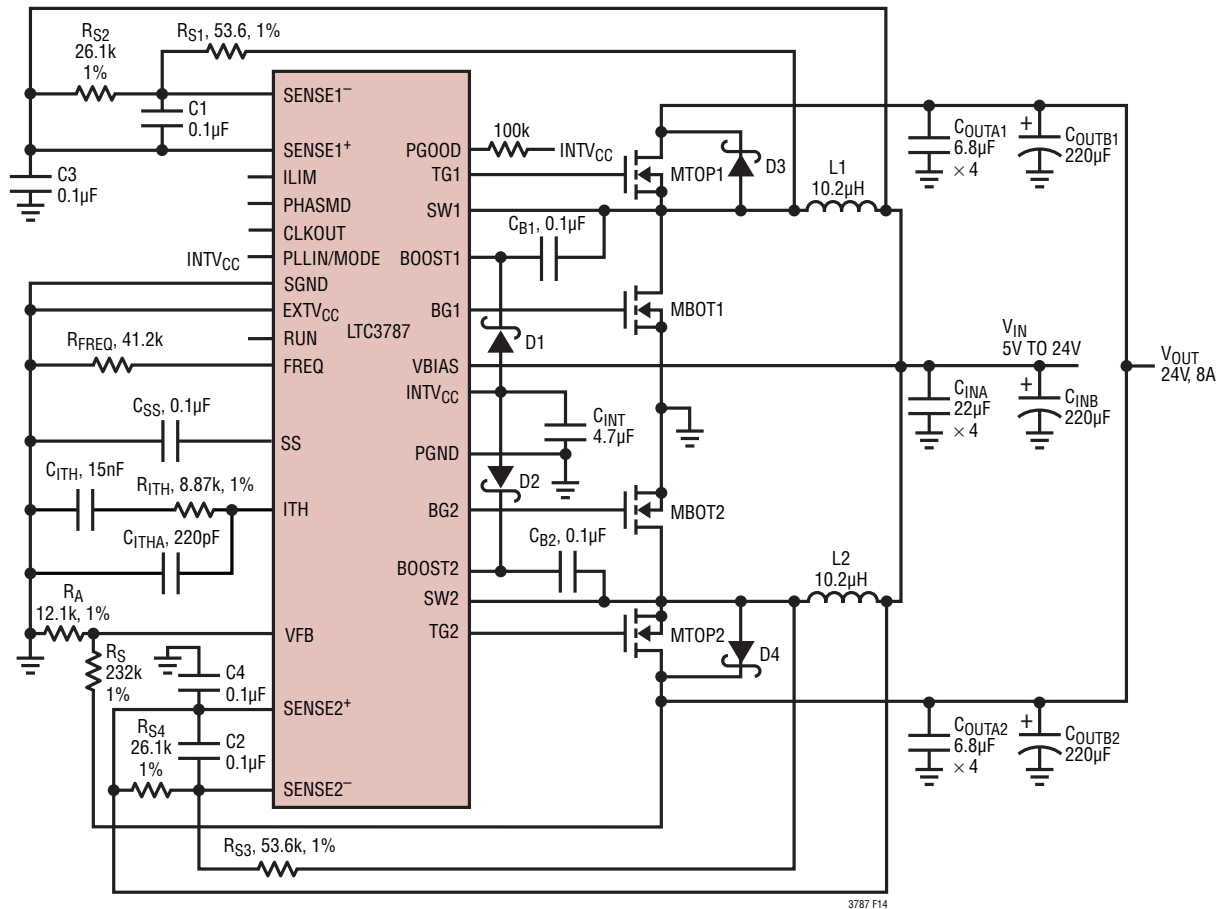 RS2
26.1k
1%
RS1, 53.6, 1%
C1
0.1µF
C3
0.1µF
SENSE1–
SENSE1+
ILIM
PHASMD
CLKOUT
INTVCC
PLLIN/MODE
SGND
EXTVCC
RUN
FREQ
RFREQ, 41.2k
CSS, 0.1µF
SS
CITH, 15nF
RITH, 8.87k, 1%
ITH
CITHA, 220pF
RA
12.1k, 1%
VFB
RS
232k
1%
C4
0.1µF
SENSE2+
RS4
26.1k
1%
C2
0.1µF
SENSE2–
RS3, 53.6k, 1%
LTC3787
PGOOD
100k
INTVCC
TG1
MTOP1
D3
SW1
L1
10.2µH
CB1, 0.1µF
BOOST1
BG1
MBOT1
D1
VBIAS
INTVCC
CINT
4.7µF
PGND
D2
BG2
MBOT2
CB2, 0.1µF
BOOST2
SW2
L2
10.2µH
TG2
MTOP2
D4
COUTA1
6.8µF
× 4
+
COUTB1
220µF
VIN
5V TO 24V
CINA
22µF
× 4
+
CINB
220µF
VOUT
24V, 8A
COUTA2
6.8µF
× 4
+
COUTB2
220µF
3787 F14